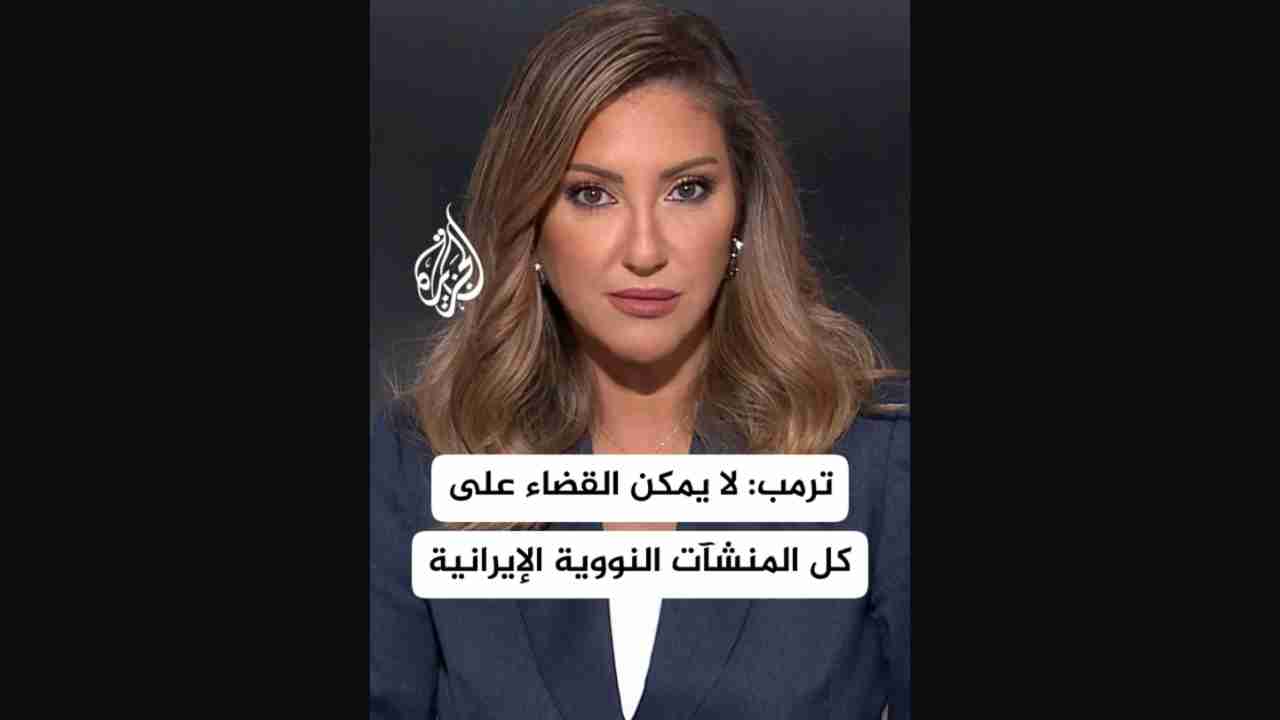 الجزيرة
ترمب: لا يمكن القضاء على
كل المنشآت النووية الإيرانية